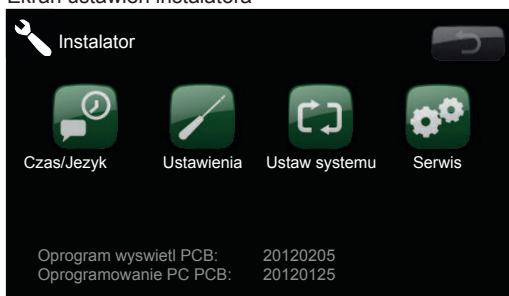 Ekran ustawień instalatora
Instalator
Czas/Jezyk Ustawienia Ustaw systemu Serwis
Oprogram wyswietl PCB: 20120205
Oprogramowanie PC PCB: 20120125